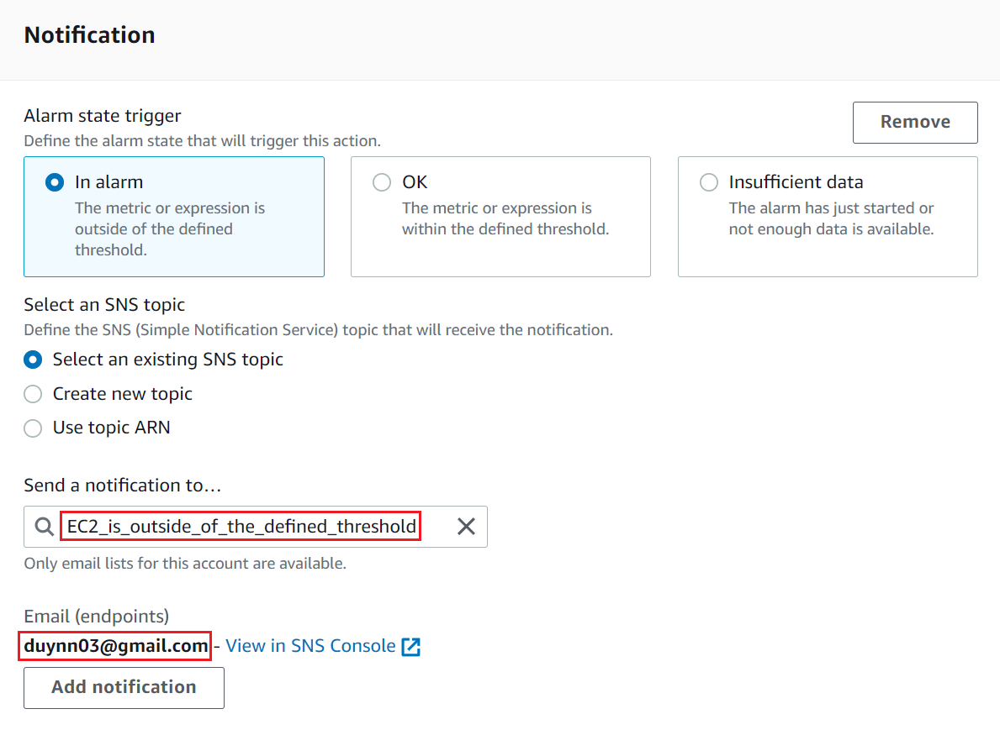 Notification
Alarm state trigger
Define the alarm state that will trigger this action.
Remove
In alarm
The metric or expression is
outside of the defined
threshold.
OK
The metric or expression is
within the defined threshold.
Insufficient data
The alarm has just started or
not enough data is available.
Select an SNS topic
Define the SNS (Simple Notification Service) topic that will receive the notification.
Select an existing SNS topic
Create new topic
Use topic ARN
Send a notification to…
EC2_is_outside_of_the_defined_threshold
Only email lists for this account are available.
Email (endpoints)
duynn03@gmail.com - View in SNS Console
Add notification